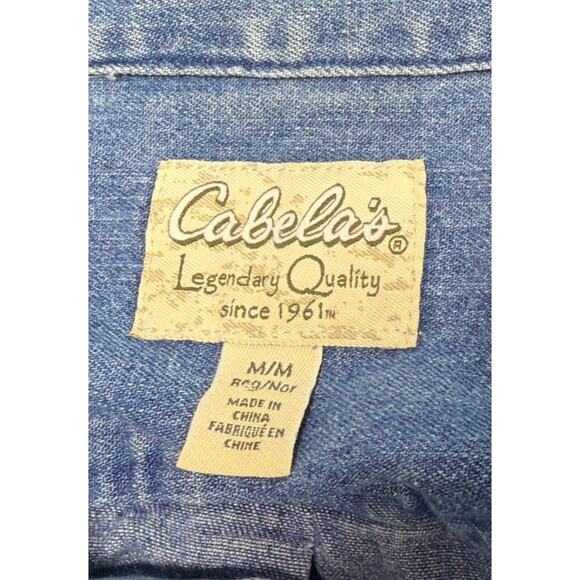 Cabela's®
Legendary Quality
since 1961™
M/M
Reg/Nor
MADE IN
CHINA
FABRIQUÉ EN
CHINE